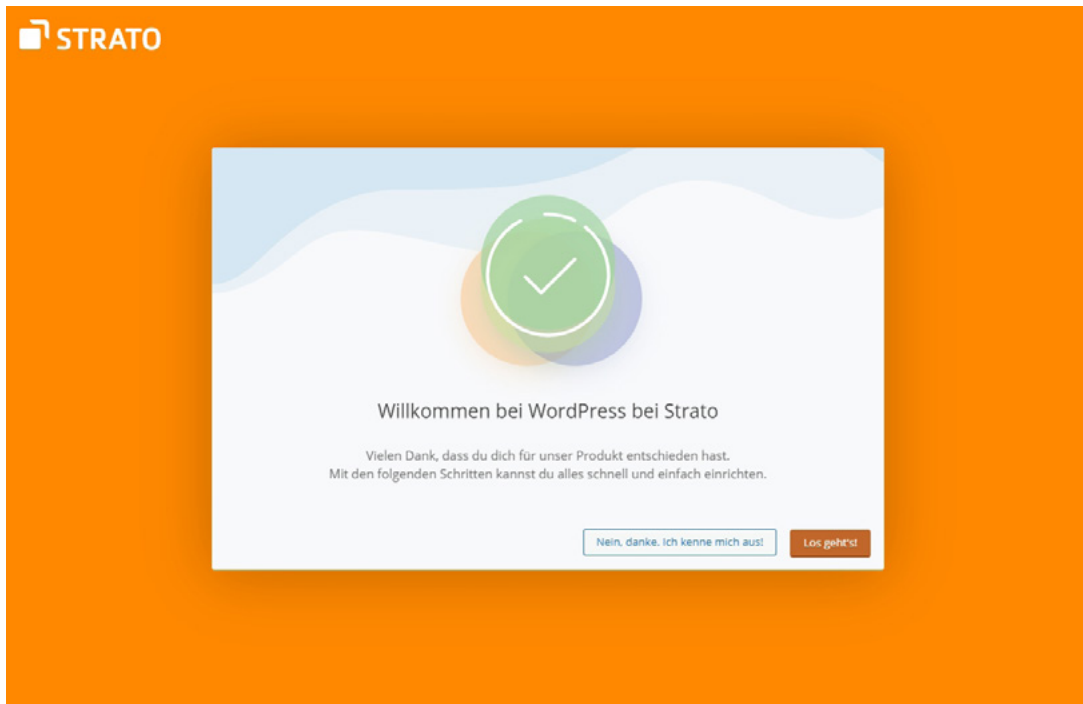 STRATO
Willkommen bei WordPress bei Strato
Vielen Dank, dass du dich für unser Produkt entschieden hast.
Mit den folgenden Schritten kannst du alles schnell und einfach einrichten.
Nein, danke. Ich kenne mich aus!
Los geht's!